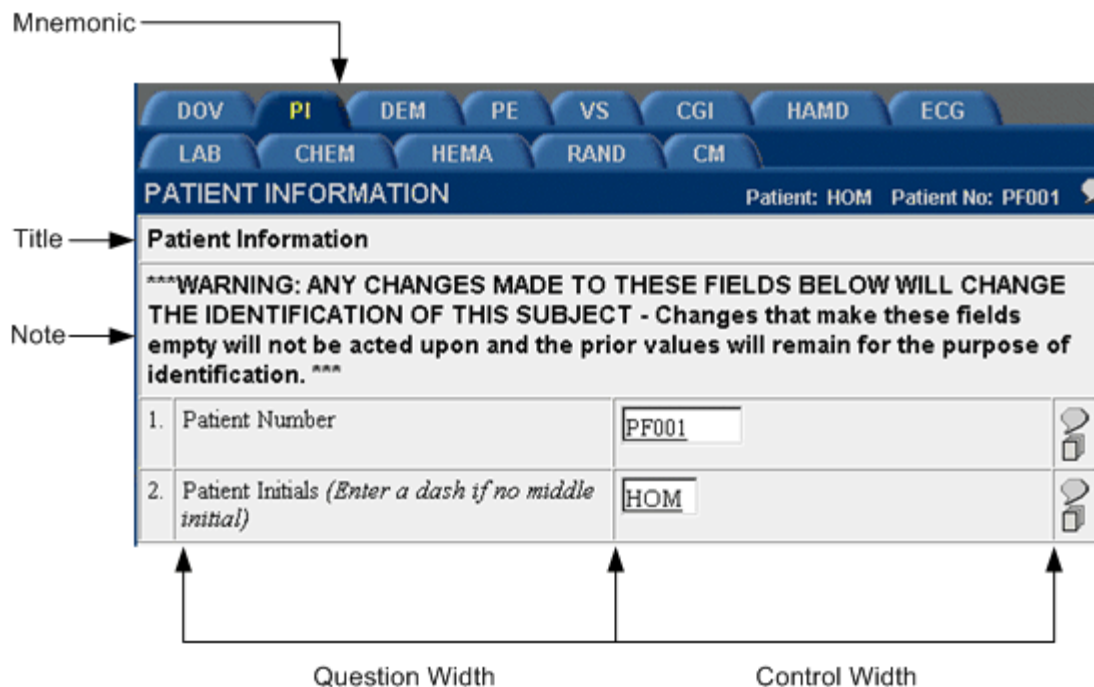 Mnemonic
DOV PI DEM PE VS CGI HAMD ECG
LAB CHEM HEMA RAND CM
PATIENT INFORMATION Patient: HOM Patient No: PF001
Title Patient Information
***WARNING: ANY CHANGES MADE TO THESE FIELDS BELOW WILL CHANGE
THE IDENTIFICATION OF THIS SUBJECT - Changes that make these fields
Note empty will not be acted upon and the prior values will remain for the purpose of
identification. ***
1. Patient Number PF001
2. Patient Initials (Enter a dash if no middle HOM
initial)
Question Width Control Width